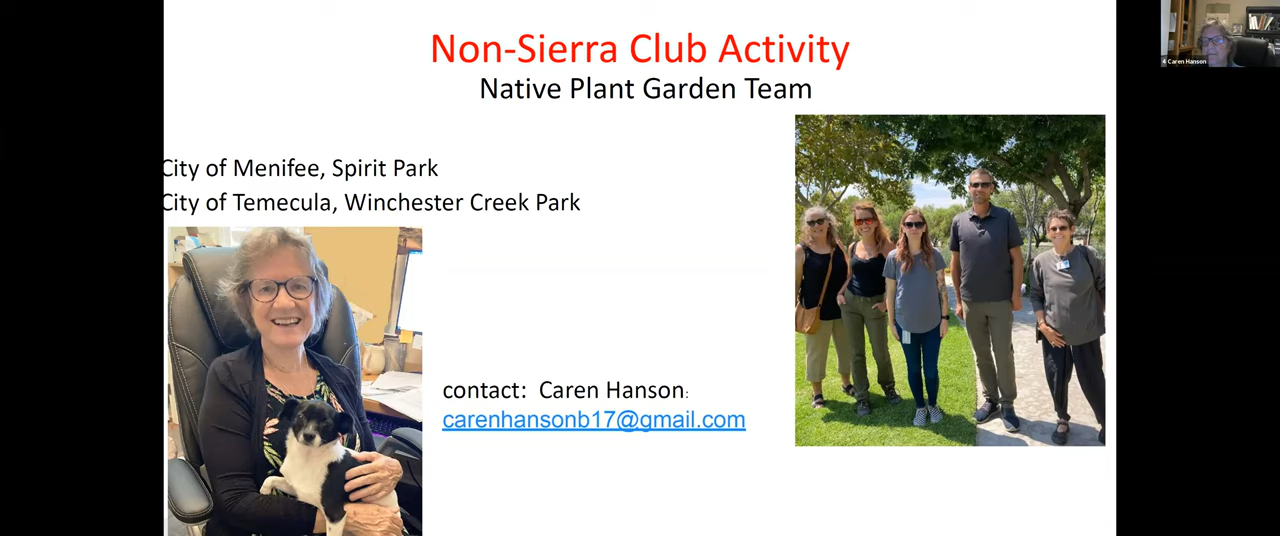 Non-Sierra Club Activity
Native Plant Garden Team
City of Menifee, Spirit Park
City of Temecula, Winchester Creek Park
contact: Caren Hanson:
carenhansonb17@gmail.com
4 Caren Hanson